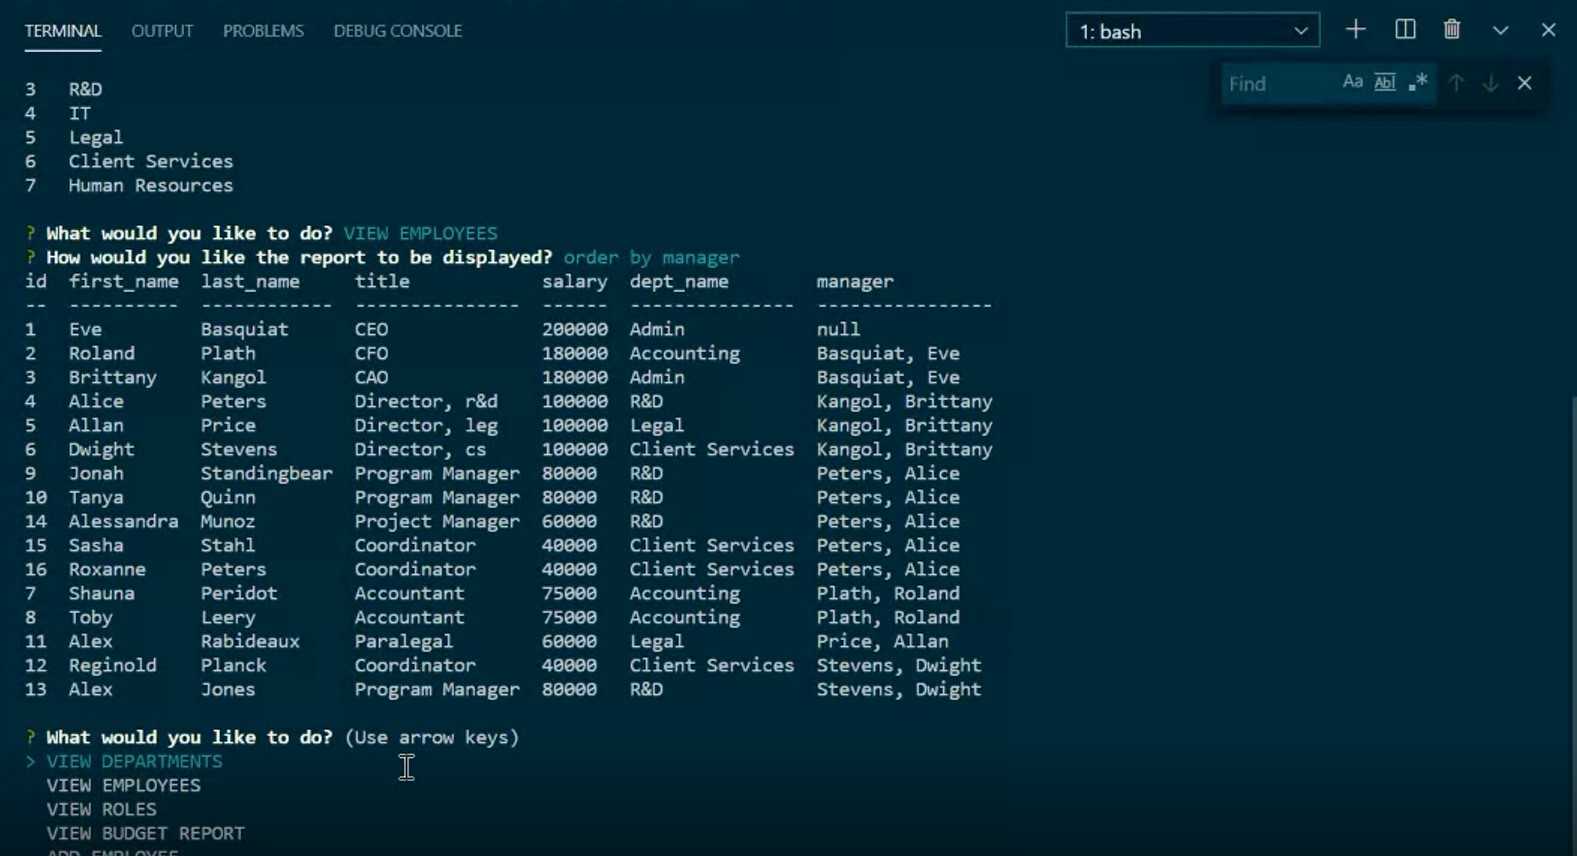 TERMINAL OUTPUT PROBLEMS DEBUG CONSOLE 1: bash
Find Aa Abl .*
3 R&D
4 IT
5 Legal
6 Client Services
7 Human Resources
? What would you like to do? VIEW EMPLOYEES
? How would you like the report to be displayed? order by manager
id first_name last_name title salary dept_name manager
-- ---------- ------------ --------------- ------ --------------- ----------------
1 Eve Basquiat CEO 200000 Admin null
2 Roland Plath CFO 180000 Accounting Basquiat, Eve
3 Brittany Kangol CAO 180000 Admin Basquiat, Eve
4 Alice Peters Director, r&d 100000 R&D Kangol, Brittany
5 Allan Price Director, leg 100000 Legal Kangol, Brittany
6 Dwight Stevens Director, cs 100000 Client Services Kangol, Brittany
9 Jonah Standingbear Program Manager 80000 R&D Peters, Alice
10 Tanya Quinn Program Manager 80000 R&D Peters, Alice
14 Alessandra Munoz Project Manager 60000 R&D Peters, Alice
15 Sasha Stahl Coordinator 40000 Client Services Peters, Alice
16 Roxanne Peters Coordinator 40000 Client Services Peters, Alice
7 Shauna Peridot Accountant 75000 Accounting Plath, Roland
8 Toby Leery Accountant 75000 Accounting Plath, Roland
11 Alex Rabideaux Paralegal 60000 Legal Price, Allan
12 Reginold Planck Coordinator 40000 Client Services Stevens, Dwight
13 Alex Jones Program Manager 80000 R&D Stevens, Dwight
? What would you like to do? (Use arrow keys)
> VIEW DEPARTMENTS
VIEW EMPLOYEES
VIEW ROLES
VIEW BUDGET REPORT
ADD EMPLOYEE